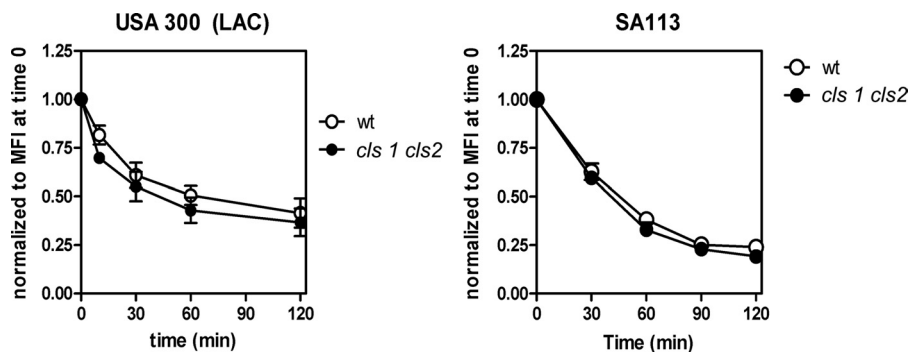 USA 300 (LAC)
normalized to MFI at time 0
1.25
1.00
0.75
0.50
0.25
0
30
60
90
120
time (min)
wt
cls 1 cls2
SA113
normalized to MFI at time 0
1.25
1.00
0.75
0.50
0.25
0.00
0
30
60
90
120
Time (min)
wt
cls 1 cls2